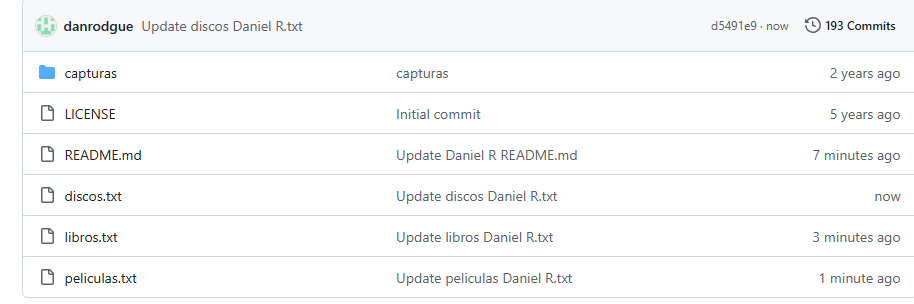 danrodgue Update discos Daniel R.txt d5491e9 · now 193 Commits
capturas capturas 2 years ago
LICENSE Initial commit 5 years ago
README.md Update Daniel R README.md 7 minutes ago
discos.txt Update discos Daniel R.txt now
libros.txt Update libros Daniel R.txt 3 minutes ago
peliculas.txt Update peliculas Daniel R.txt 1 minute ago